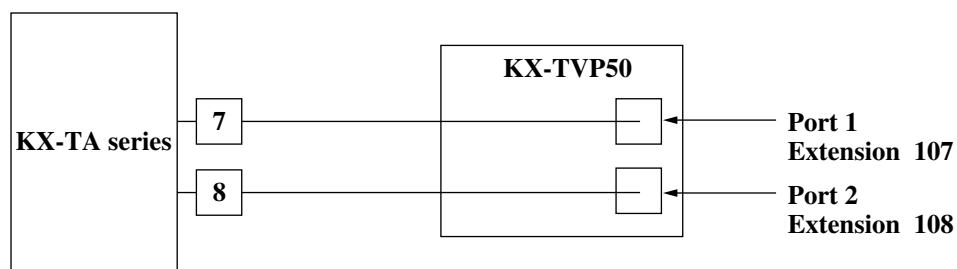 KX-TVP50
KX-TA series
7
Port 1
Extension 107
8
Port 2
Extension 108